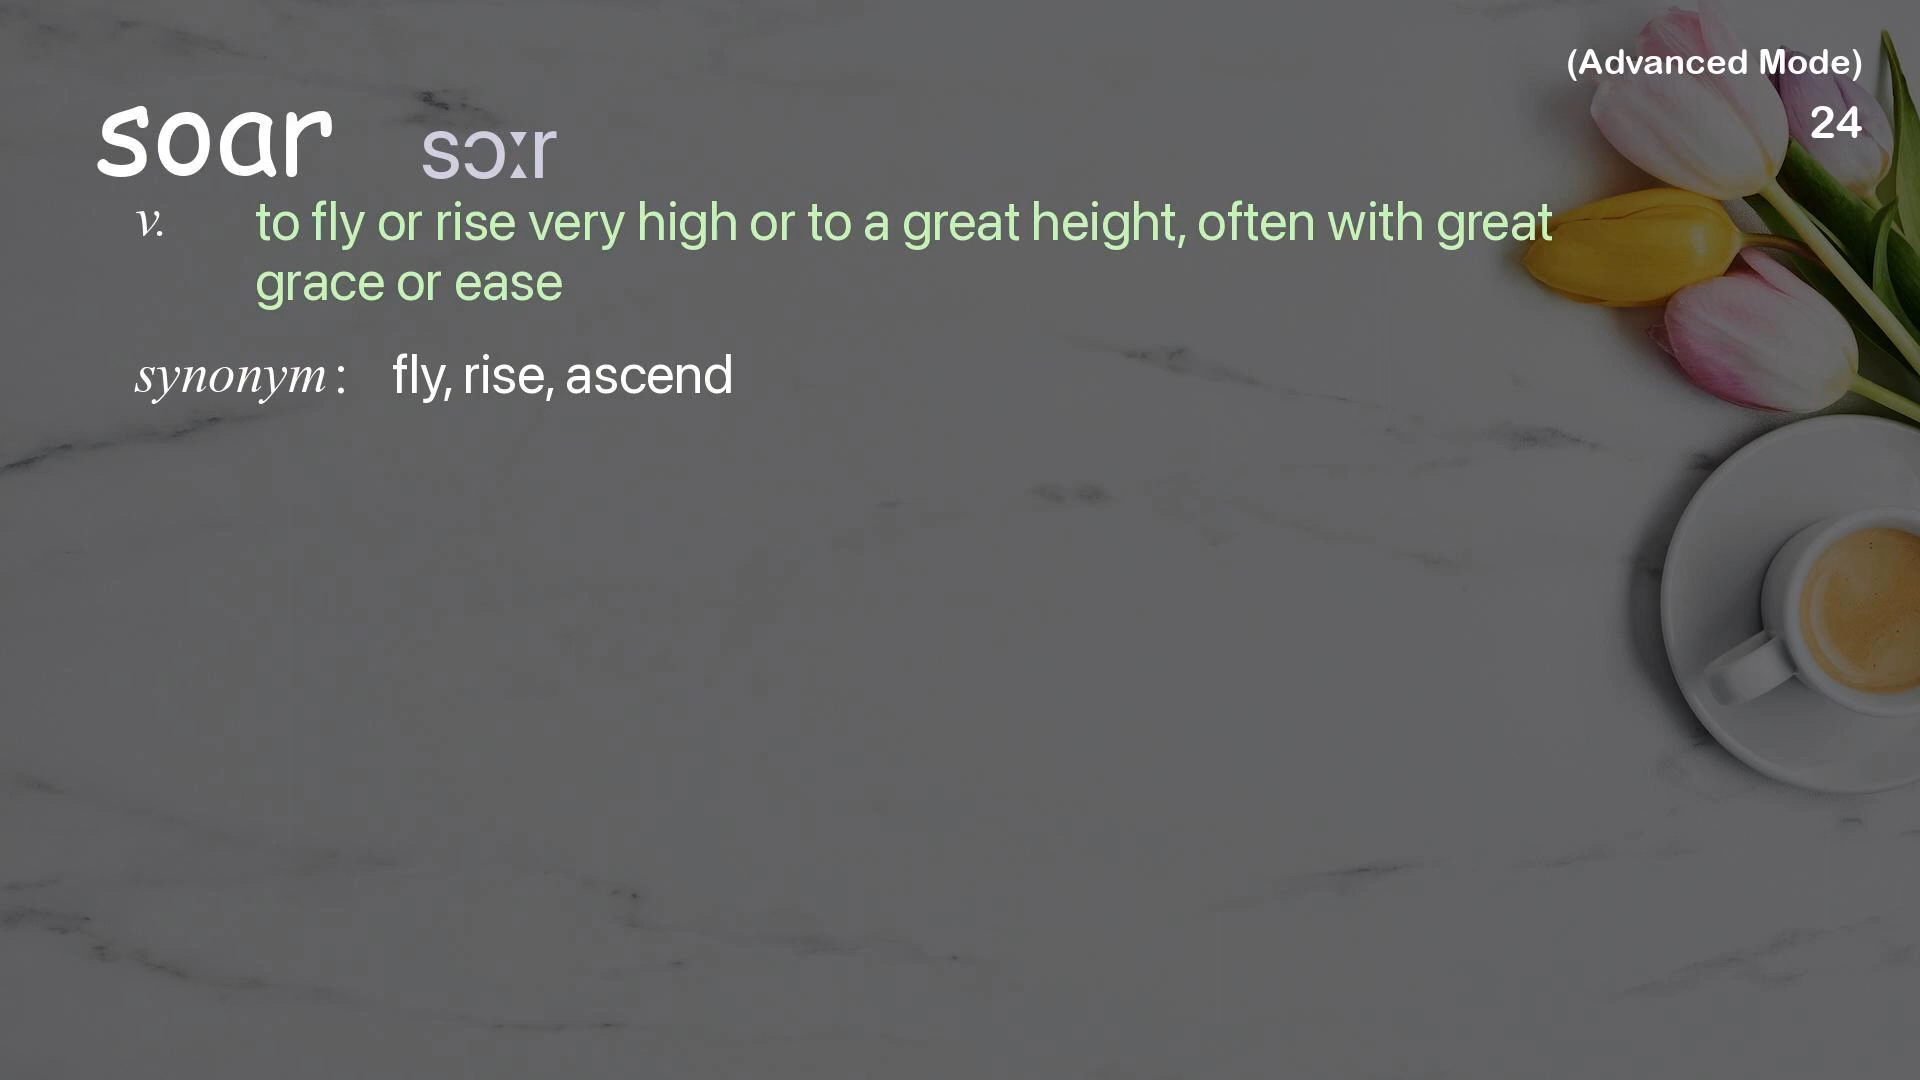 (Advanced Mode)
24
soar sɔːr
v. to fly or rise very high or to a great height, often with great
grace or ease
synonym: fly, rise, ascend